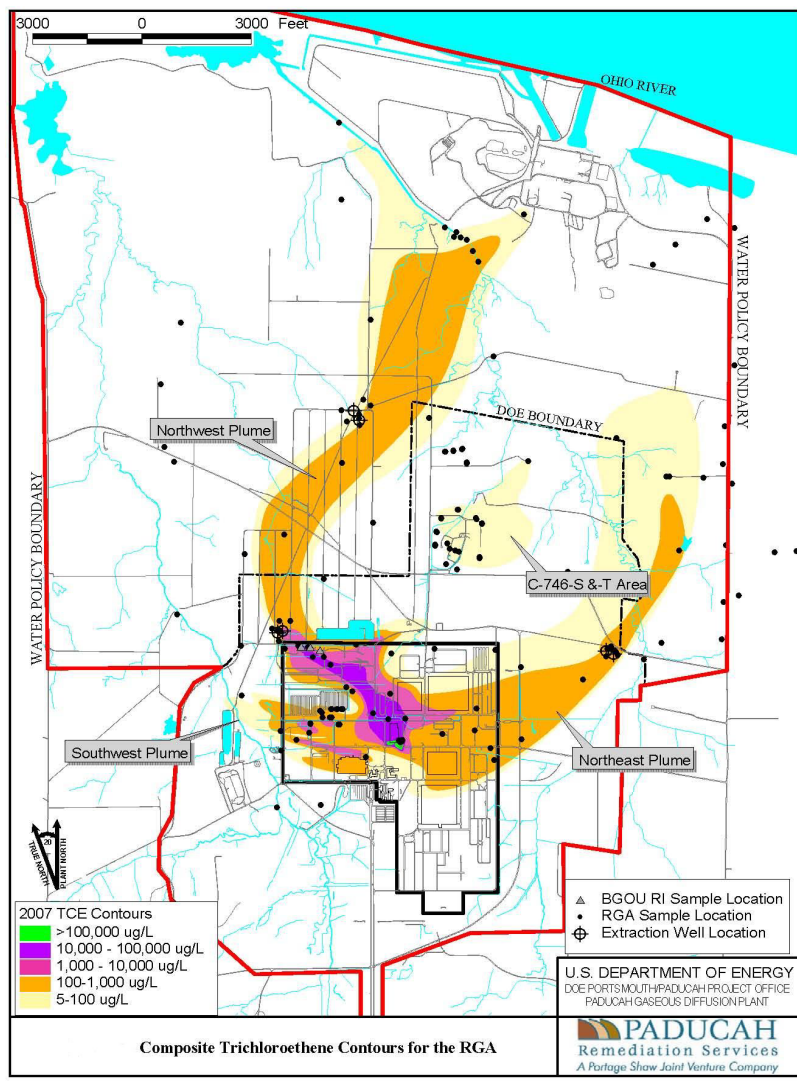 3000 0 3000 Feet
OHIO RIVER
WATER POLICY BOUNDARY
DOE BOUNDARY
Northwest Plume
WATER POLICY BOUNDARY
C-746-S &-T Area
Southwest Plume
Northeast Plume
TRUE NORTH
20
PLANT NORTH
2007 TCE Contours
>100,000 ug/L
10,000 - 100,000 ug/L
1,000 - 10,000 ug/L
100-1,000 ug/L
5-100 ug/L
BGOU RI Sample Location
RGA Sample Location
Extraction Well Location
U.S. DEPARTMENT OF ENERGY
DOE PORTSMOUTH/PADUCAH PROJECT OFFICE
PADUCAH GASEOUS DIFFUSION PLANT
Composite Trichloroethene Contours for the RGA
PADUCAH
Remediation Services
A Portage Shaw Joint Venture Company